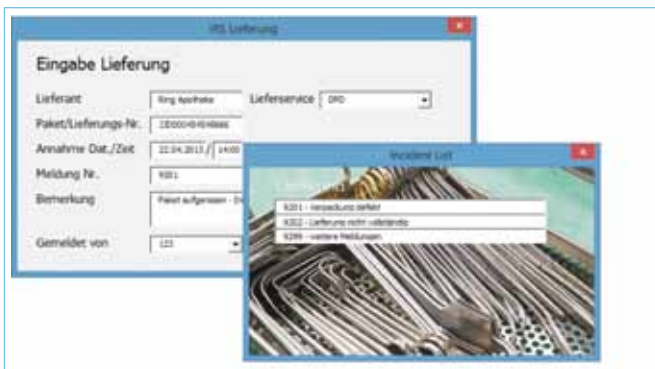 IRIS Lieferung
Eingabe Lieferung
Lieferant Ring Apotheke Lieferservice DPD
Paket/Lieferungs-Nr.
Annahme Dat./Zeit 22.04.2015 / 14:00
Meldung Nr. 9201
Bemerkung Paket aufgerissen -
Gemeldet von 123
Incident List
9201 - Verpackung defekt
9202 - Lieferung nicht vollständig
9299 - weitere Meldungen